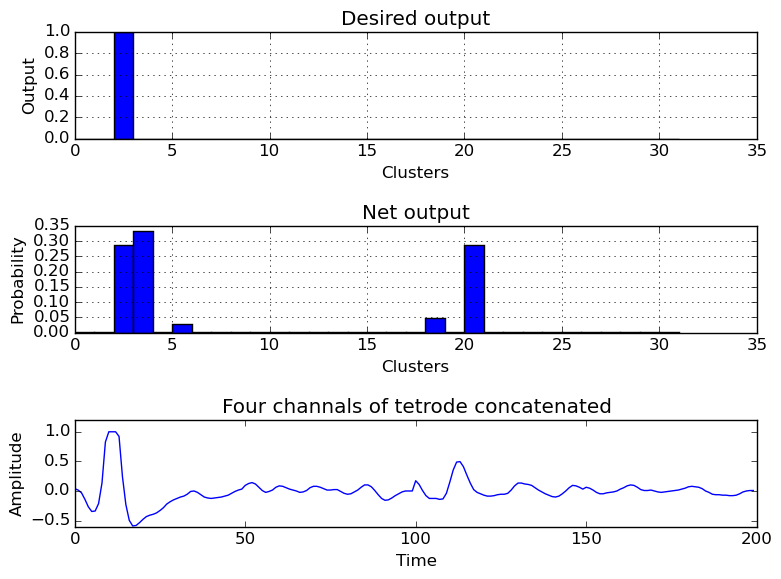 Desired output
1.0
0.8
0.6
0.4
0.2
0.0
Output
0 5 10 15 20 25 30 35
Clusters
Net output
0.35
0.30
0.25
0.20
0.15
0.10
0.05
0.00
Probability
0 5 10 15 20 25 30 35
Clusters
Four channals of tetrode concatenated
1.0
0.5
0.0
−0.5
Amplitude
0 50 100 150 200
Time